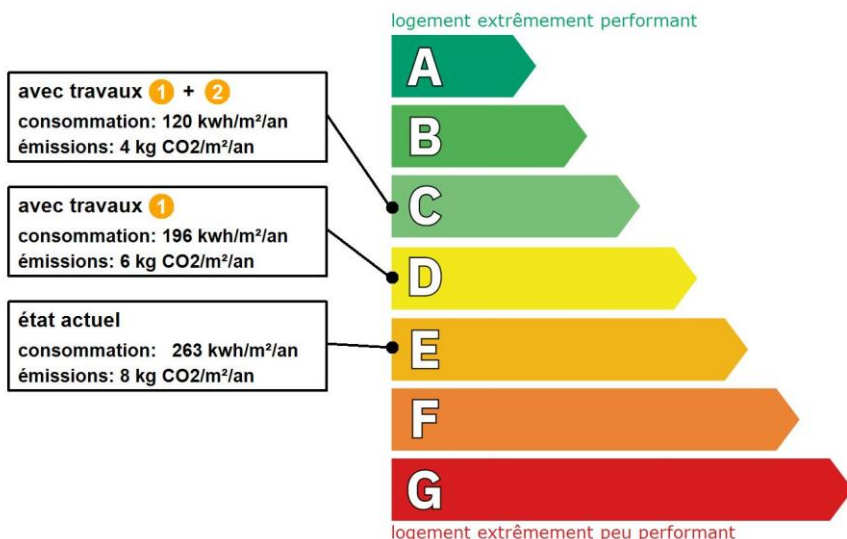 logement extrêmement performant
A
avec travaux 1 + 2
consommation: 120 kwh/m²/an
émissions: 4 kg CO2/m²/an
B
C
avec travaux 1
consommation: 196 kwh/m²/an
émissions: 6 kg CO2/m²/an
D
état actuel
consommation: 263 kwh/m²/an
émissions: 8 kg CO2/m²/an
E
F
G
logement extrêmement peu performant